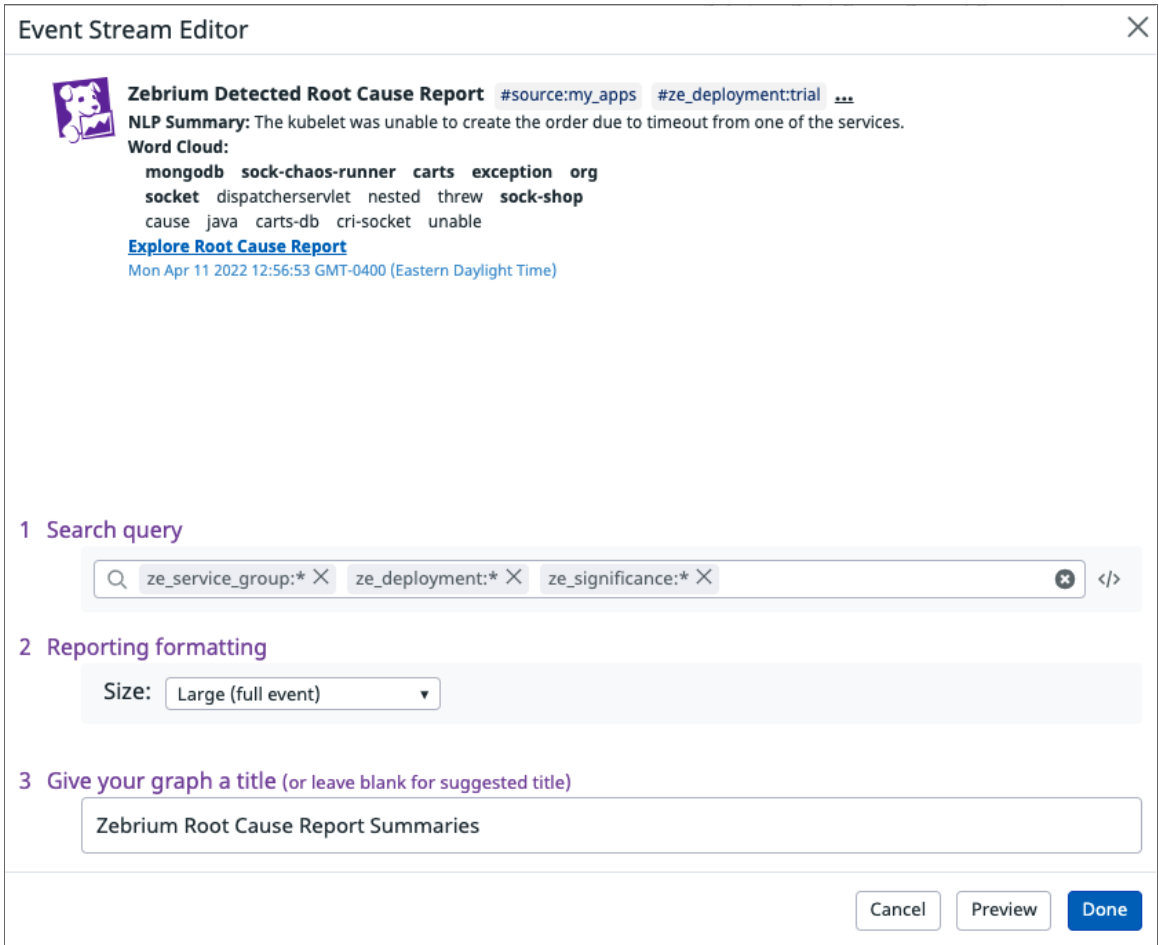 Event Stream Editor
Zebrium Detected Root Cause Report #source:my_apps #ze_deployment:trial ...
NLP Summary: The kubelet was unable to create the order due to timeout from one of the services.
Word Cloud:
mongodb sock-chaos-runner carts exception org
socket dispatcherservlet nested threw sock-shop
cause java carts-db cri-socket unable
Explore Root Cause Report
Mon Apr 11 2022 12:56:53 GMT-0400 (Eastern Daylight Time)
1 Search query
ze_service_group:* ze_deployment:* ze_significance:* </>
2 Reporting formatting
Size: Large (full event)
3 Give your graph a title (or leave blank for suggested title)
Zebrium Root Cause Report Summaries
Cancel Preview Done